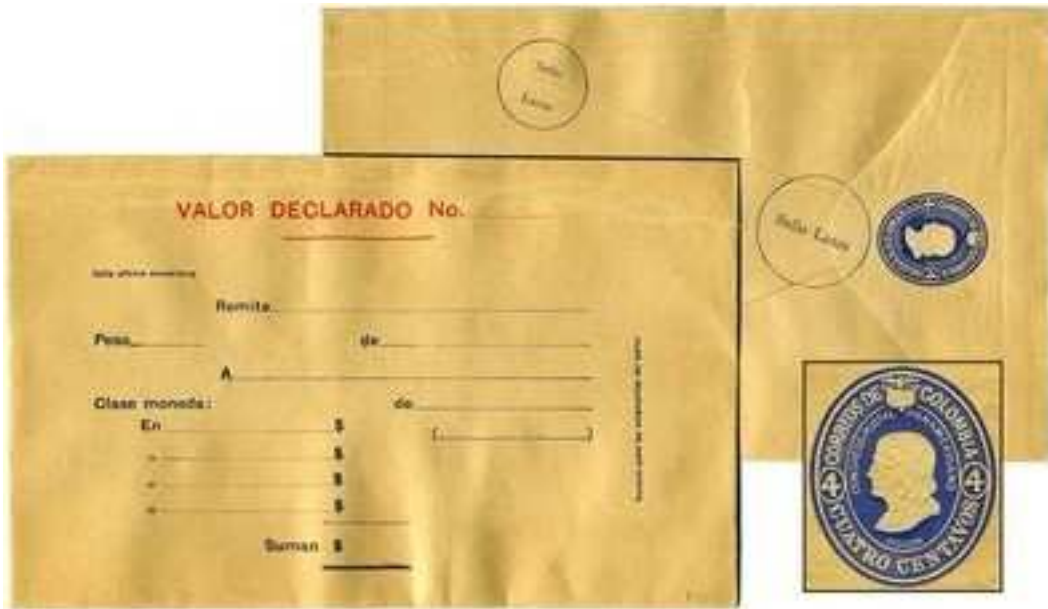 Sello
Lacre
VALOR DECLARADO No.
Sello Lacre
Remite
Peso
de
A
Clase moneda:
de
En $
$
$
$
Suman $
CORREOS DE COLOMBIA
4 4
CUATRO CENTAVOS